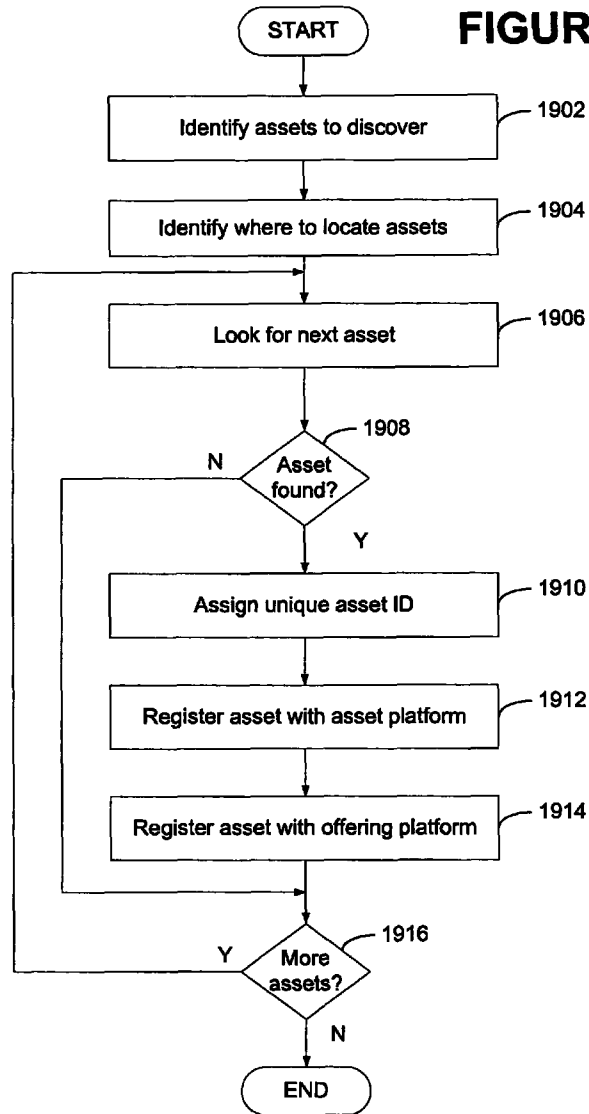 START
FIGUR
Identify assets to discover
1902
Identify where to locate assets
1904
Look for next asset
1906
1908
N
Asset
found?
Y
Assign unique asset ID
1910
Register asset with asset platform
1912
Register asset with offering platform
1914
1916
Y
More
assets?
N
END